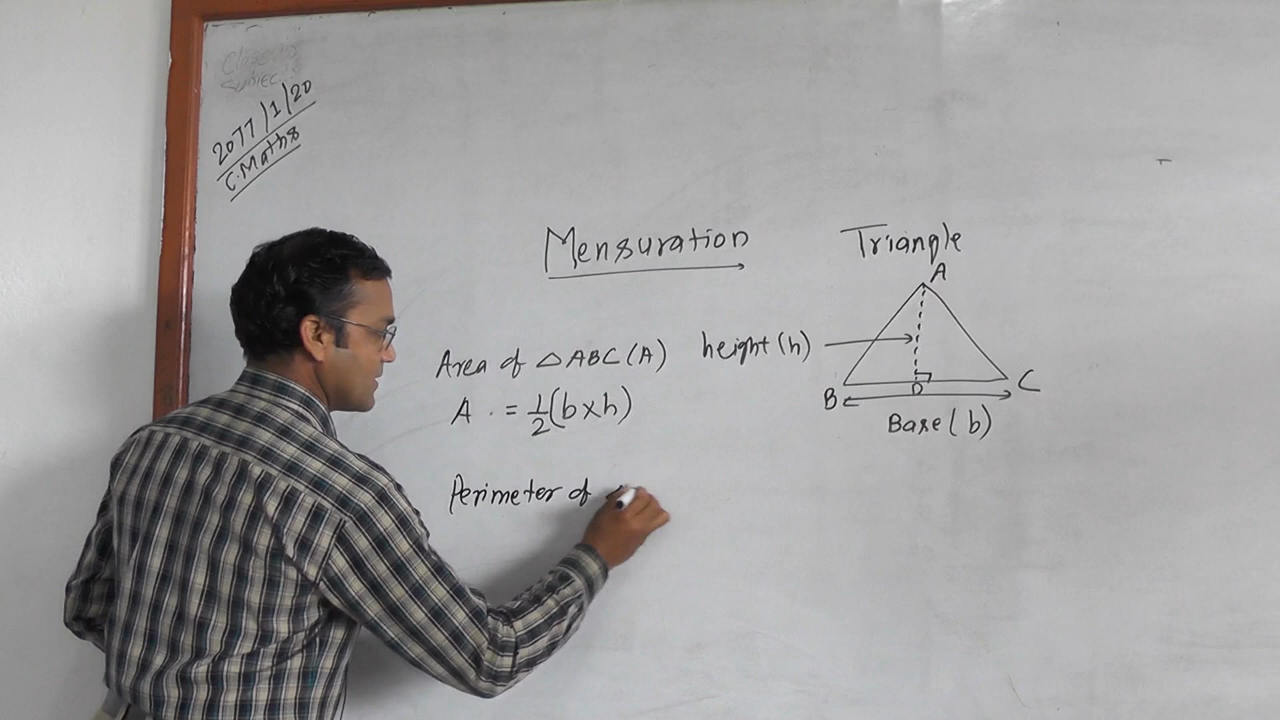 2077/1/20
C.Maths
Mensuration
Triangle
A
Area of △ABC(A)
height(h)
B
D
C
A = 1/2(b×h)
Base(b)
Perimeter of